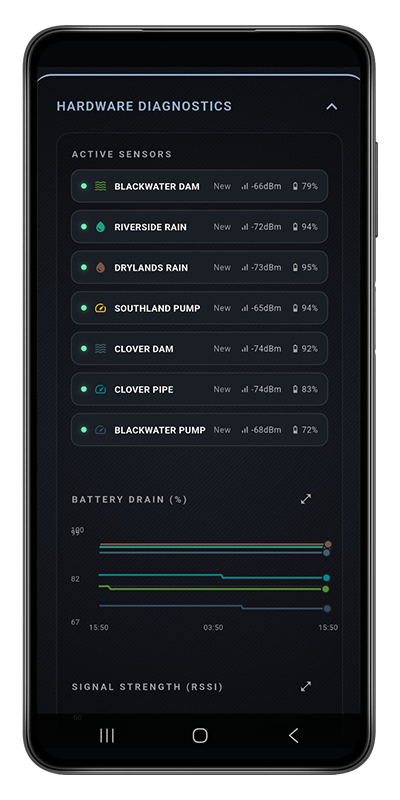 HARDWARE DIAGNOSTICS
ACTIVE SENSORS
BLACKWATER DAM New -66dBm 79%
RIVERSIDE RAIN New -72dBm 94%
DRYLANDS RAIN New -73dBm 95%
SOUTHLAND PUMP New -65dBm 94%
CLOVER DAM New -74dBm 92%
CLOVER PIPE New -74dBm 83%
BLACKWATER PUMP New -68dBm 72%
BATTERY DRAIN (%)
100
82
67
15:50 03:50 15:50
SIGNAL STRENGTH (RSSI)
-60